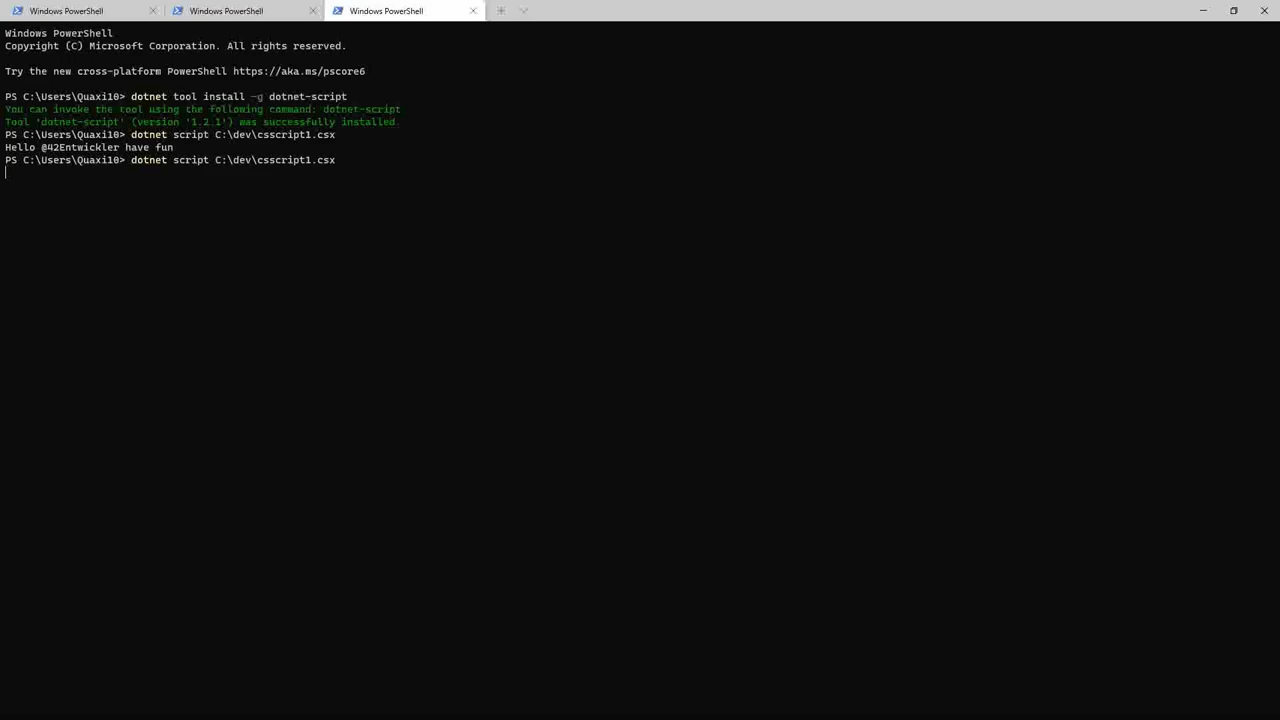 Windows PowerShell
Windows PowerShell
Windows PowerShell
Windows PowerShell
Copyright (C) Microsoft Corporation. All rights reserved.
Try the new cross-platform PowerShell https://aka.ms/pscore6
PS C:\Users\Quaxi10> dotnet tool install -g dotnet-script
You can invoke the tool using the following command: dotnet-script
Tool 'dotnet-script' (version '1.2.1') was successfully installed.
PS C:\Users\Quaxi10> dotnet script C:\dev\csscript1.csx
Hello @42Entwickler have fun
PS C:\Users\Quaxi10> dotnet script C:\dev\csscript1.csx